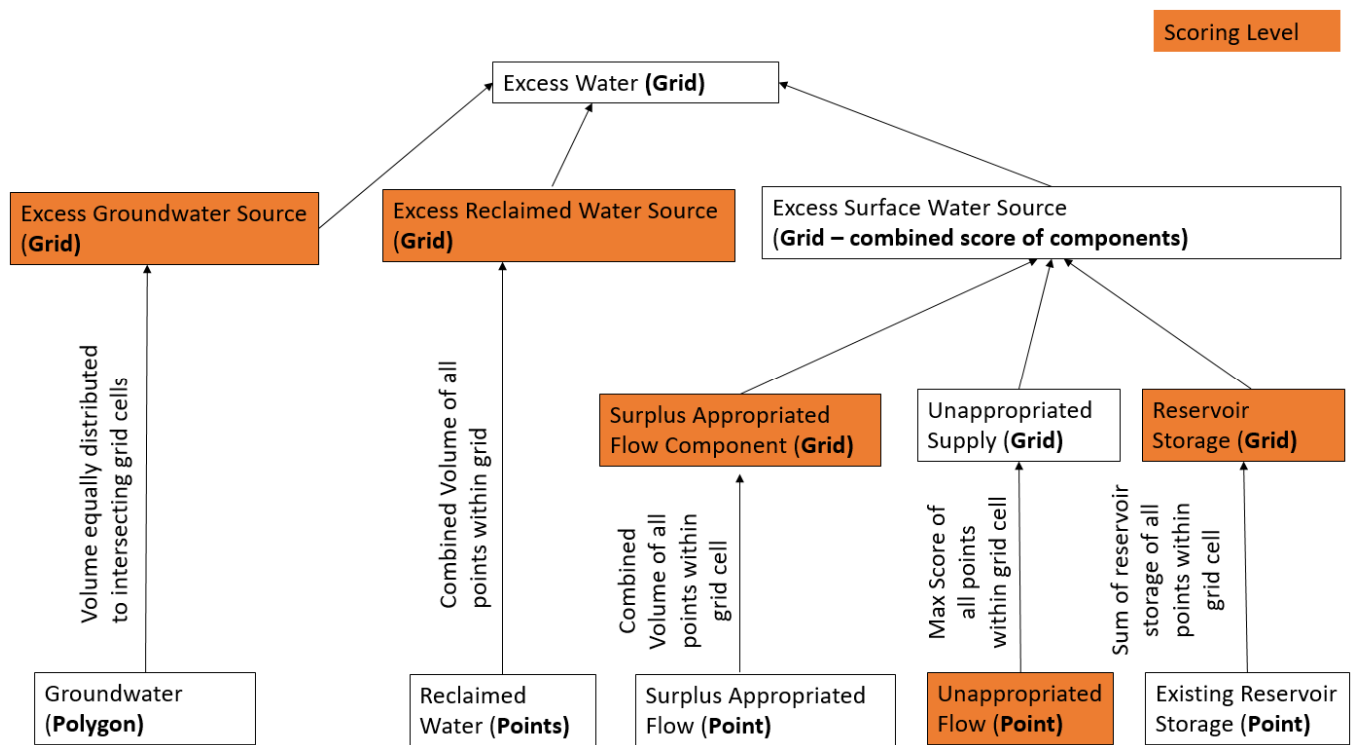 Scoring Level
Excess Water (Grid)
Excess Groundwater Source
(Grid)
Excess Reclaimed Water Source
(Grid)
Excess Surface Water Source
(Grid – combined score of components)
Volume equally distributed
to intersecting grid cells
Combined Volume of all
points within grid
Surplus Appropriated
Flow Component (Grid)
Unappropriated
Supply (Grid)
Reservoir
Storage (Grid)
Combined
Volume of all
points within
grid cell
Max Score of
all points
within grid cell
Sum of reservoir
storage of all
points within
grid cell
Groundwater
(Polygon)
Reclaimed
Water (Points)
Surplus Appropriated
Flow (Point)
Unappropriated
Flow (Point)
Existing Reservoir
Storage (Point)